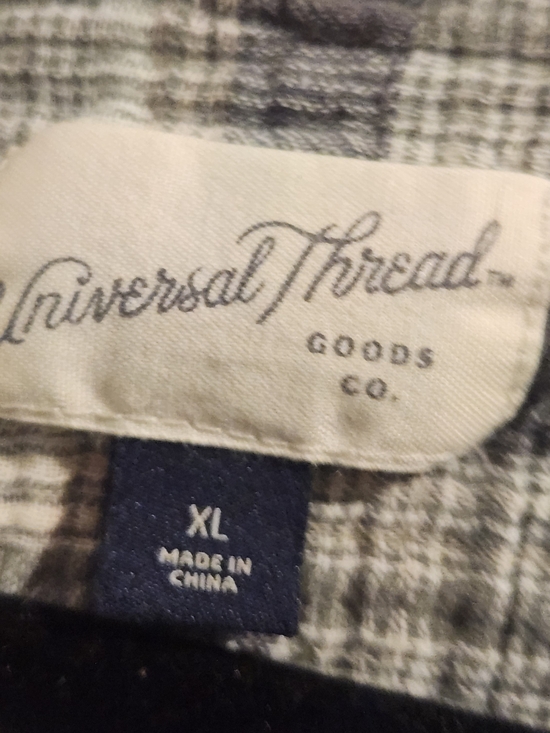 Universal Thread™
GOODS
CO.
XL
MADE IN
CHINA